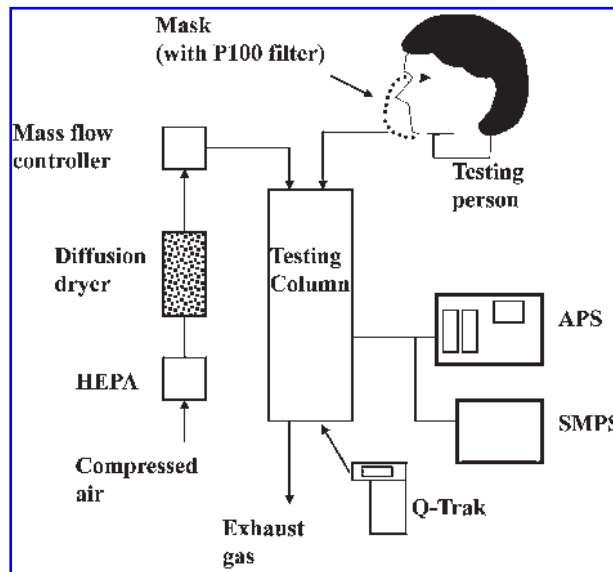 Mask
(with P100 filter)
Mass flow
controller
Testing
person
Diffusion
dryer
Testing
Column
APS
HEPA
SMPS
Compressed
air
Q-Trak
Exhaust
gas